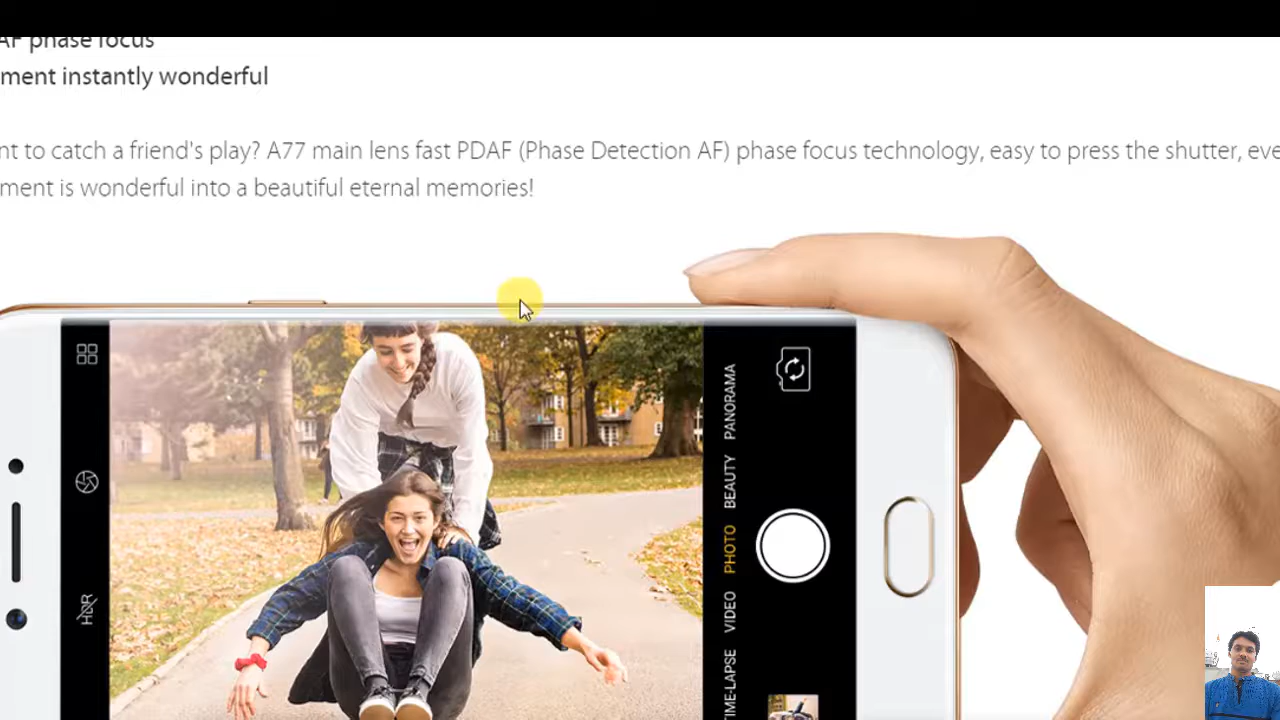 AF phase focus
ment instantly wonderful
nt to catch a friend's play? A77 main lens fast PDAF (Phase Detection AF) phase focus technology, easy to press the shutter, eve
ment is wonderful into a beautiful eternal memories!
PANORAMA
BEAUTY
PHOTO
VIDEO
TIME-LAPSE
HDR